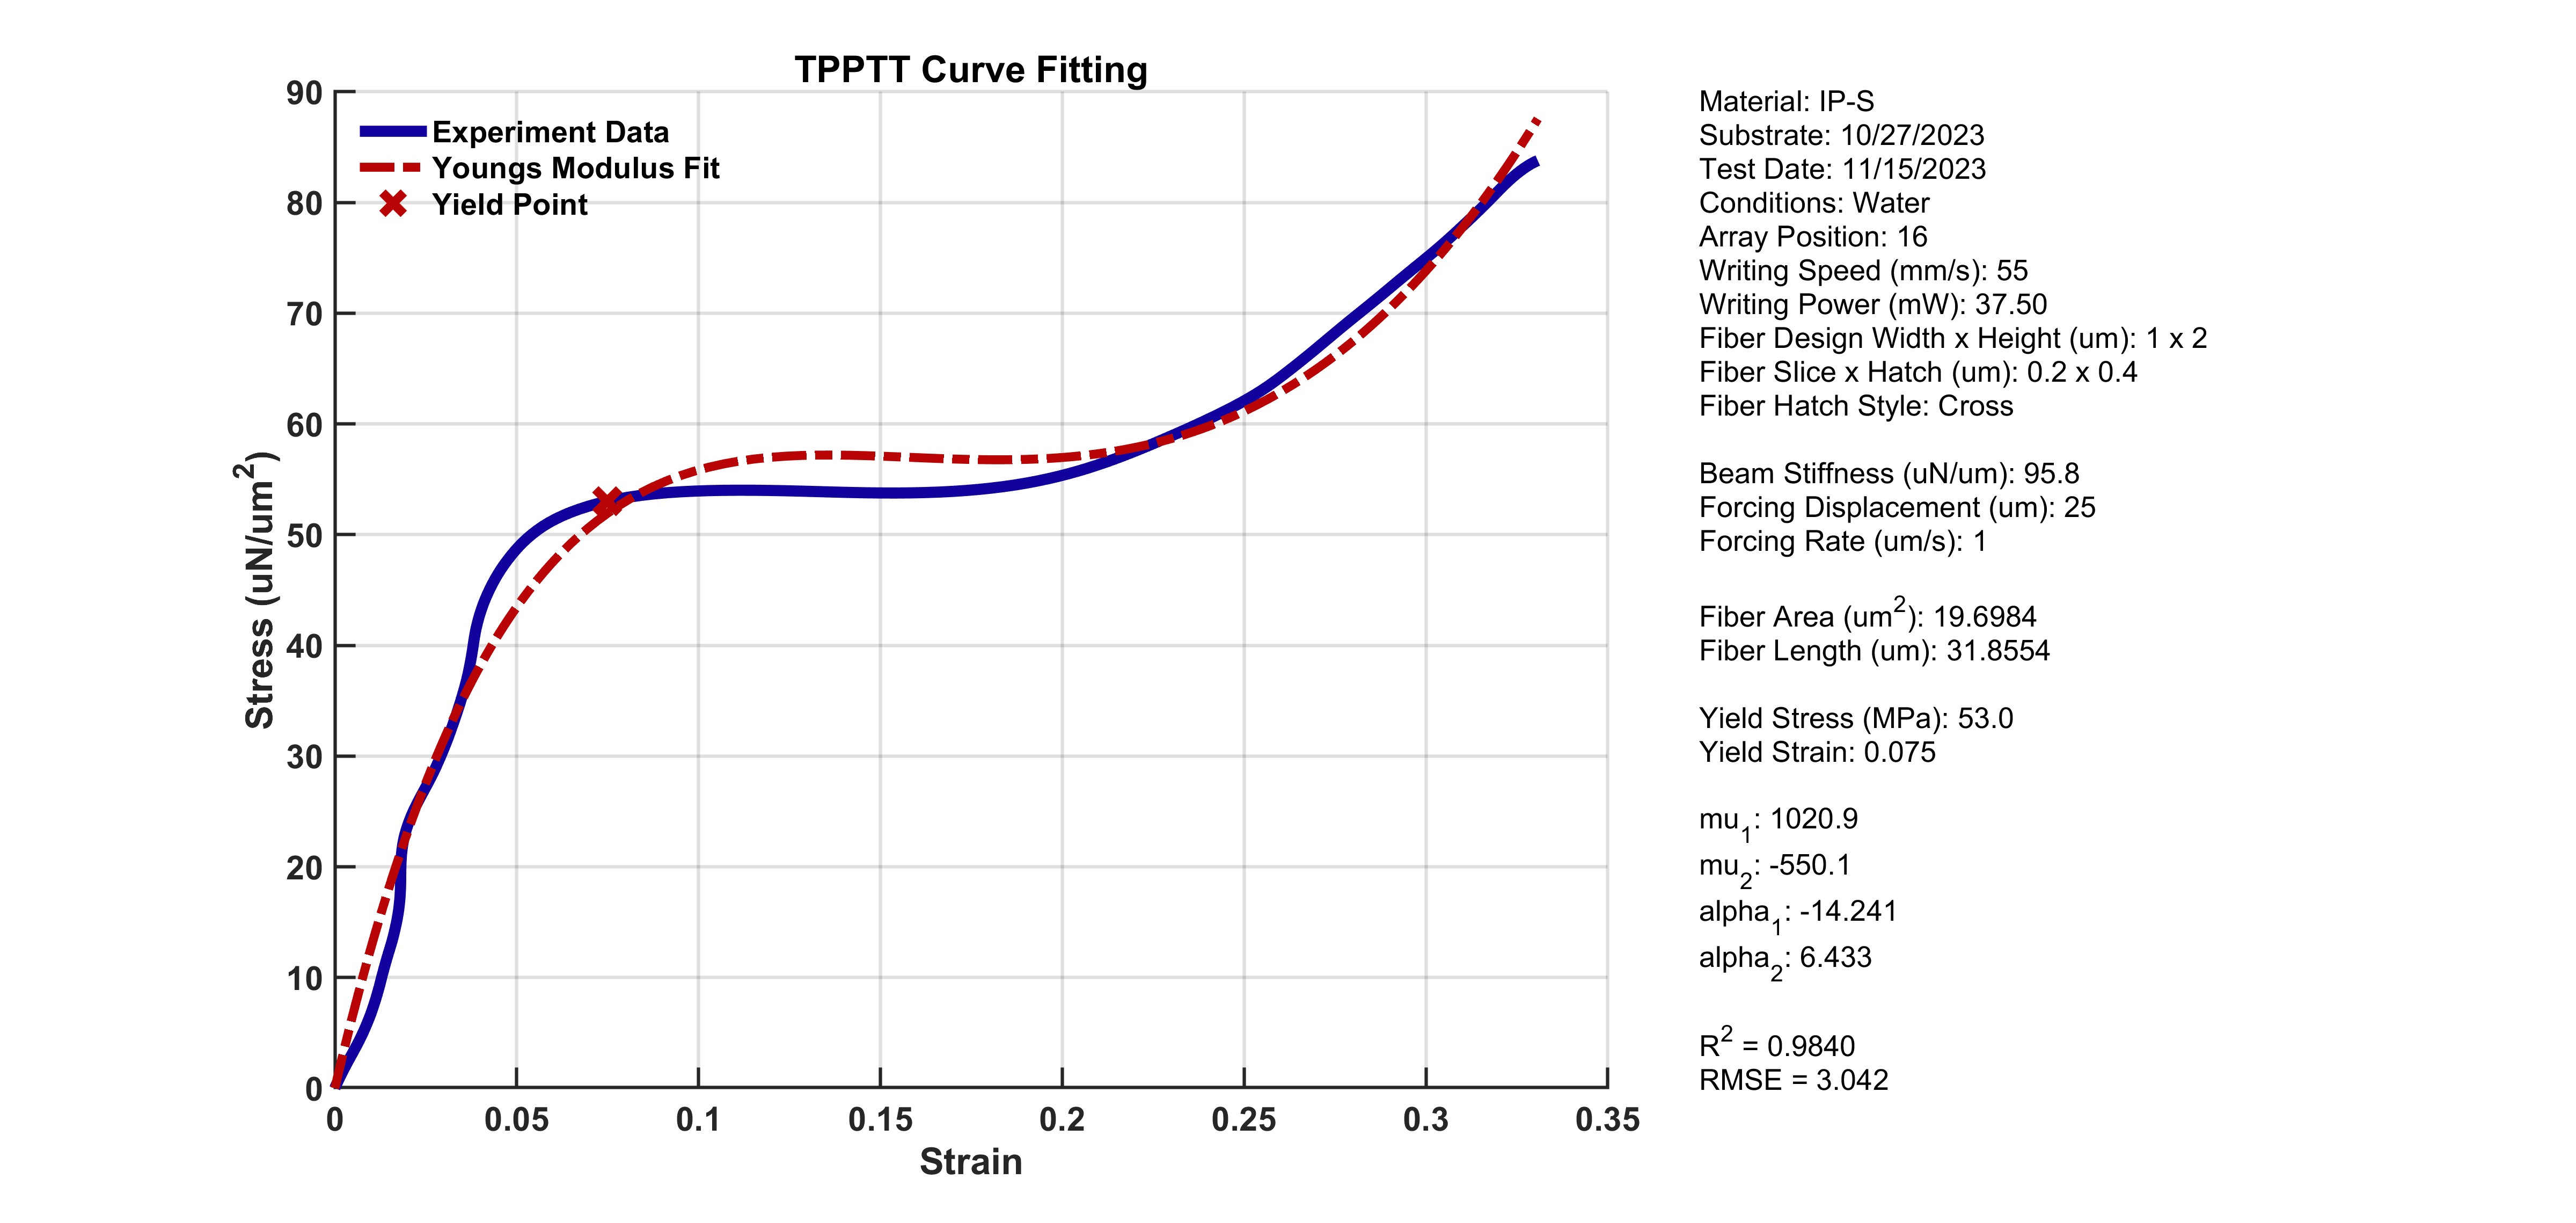 TPPTT Curve Fitting
90
80
70
60
50
40
30
20
10
0
Stress (uN/um²)
Experiment Data
Youngs Modulus Fit
Yield Point
0 0.05 0.1 0.15 0.2 0.25 0.3 0.35
Strain
Material: IP-S
Substrate: 10/27/2023
Test Date: 11/15/2023
Conditions: Water
Array Position: 16
Writing Speed (mm/s): 55
Writing Power (mW): 37.50
Fiber Design Width x Height (um): 1 x 2
Fiber Slice x Hatch (um): 0.2 x 0.4
Fiber Hatch Style: Cross
Beam Stiffness (uN/um): 95.8
Forcing Displacement (um): 25
Forcing Rate (um/s): 1
Fiber Area (um²): 19.6984
Fiber Length (um): 31.8554
Yield Stress (MPa): 53.0
Yield Strain: 0.075
mu₁: 1020.9
mu₂: -550.1
alpha₁: -14.241
alpha₂: 6.433
R² = 0.9840
RMSE = 3.042